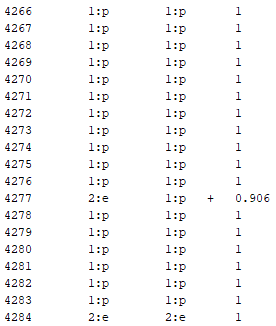 4266 1:p 1:p 1
4267 1:p 1:p 1
4268 1:p 1:p 1
4269 1:p 1:p 1
4270 1:p 1:p 1
4271 1:p 1:p 1
4272 1:p 1:p 1
4273 1:p 1:p 1
4274 1:p 1:p 1
4275 1:p 1:p 1
4276 1:p 1:p 1
4277 2:e 1:p + 0.906
4278 1:p 1:p 1
4279 1:p 1:p 1
4280 1:p 1:p 1
4281 1:p 1:p 1
4282 1:p 1:p 1
4283 1:p 1:p 1
4284 2:e 2:e 1